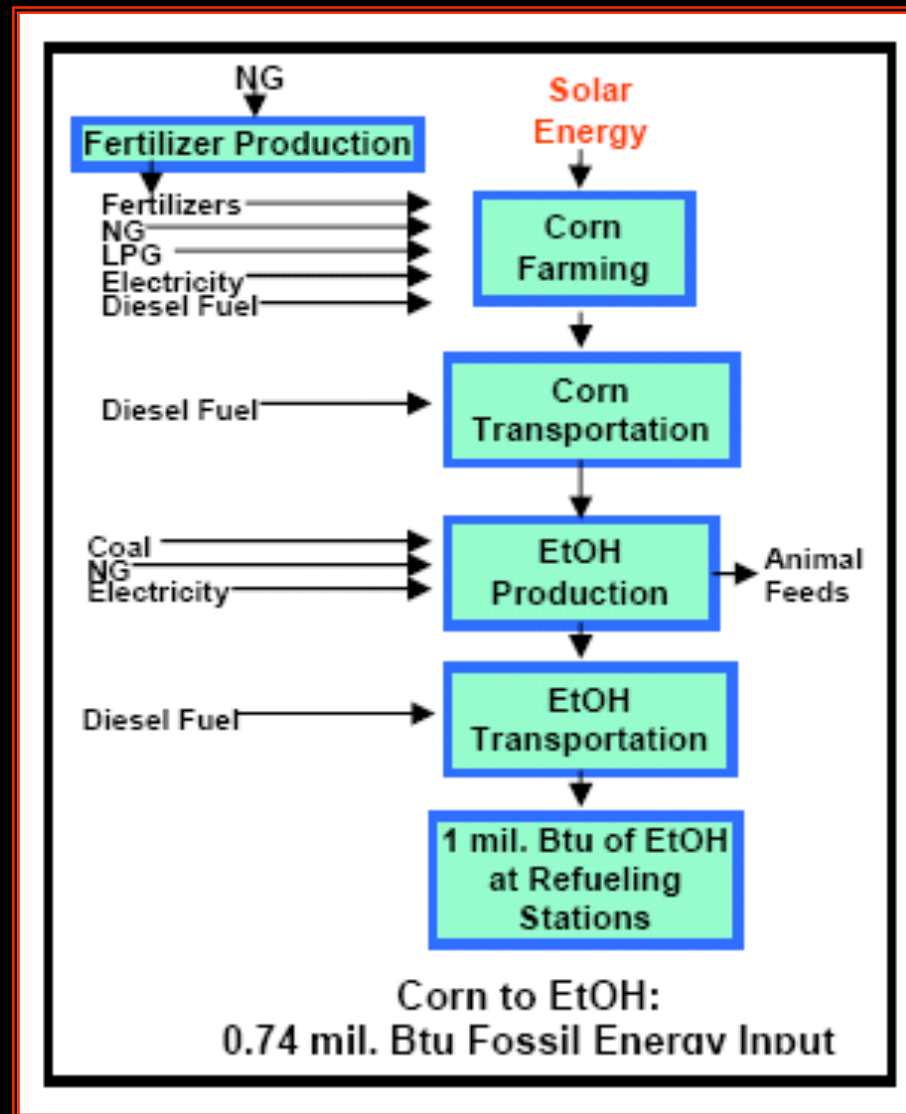 NG
Fertilizer Production
Solar
Energy
Fertilizers
NG
LPG
Electricity
Diesel Fuel
Corn
Farming
Diesel Fuel
Corn
Transportation
Coal
NG
Electricity
EtOH
Production
Animal
Feeds
Diesel Fuel
EtOH
Transportation
1 mil. Btu of EtOH
at Refueling
Stations
Corn to EtOH:
0.74 mil. Btu Fossil Energy Input